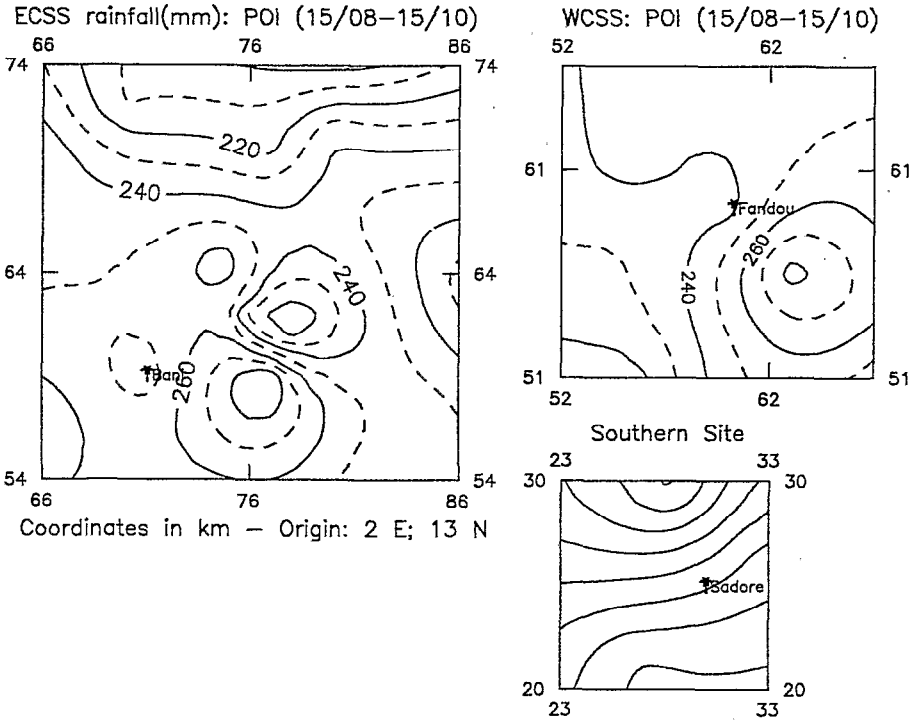 ECSS rainfall(mm): POI (15/08–15/10)
66 76 86
74 74
220
240
64 64
240
Bani
260
54 54
66 76 86
Coordinates in km – Origin: 2 E; 13 N
WCSS: POI (15/08–15/10)
52 62
61 61
Fandou
260
240
51 51
52 62
Southern Site
23 33
30 30
Sadore
20 20
23 33